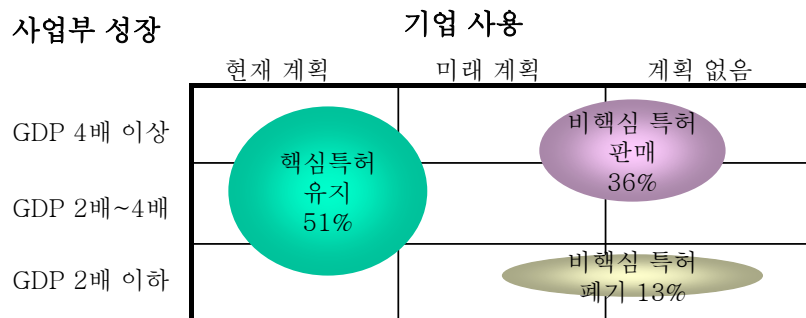 사업부 성장
기업 사용
현재 계획
미래 계획
계획 없음
GDP 4배 이상
GDP 2배~4배
GDP 2배 이하
핵심특허
유지
51%
비핵심 특허
판매
36%
비핵심 특허
폐기 13%